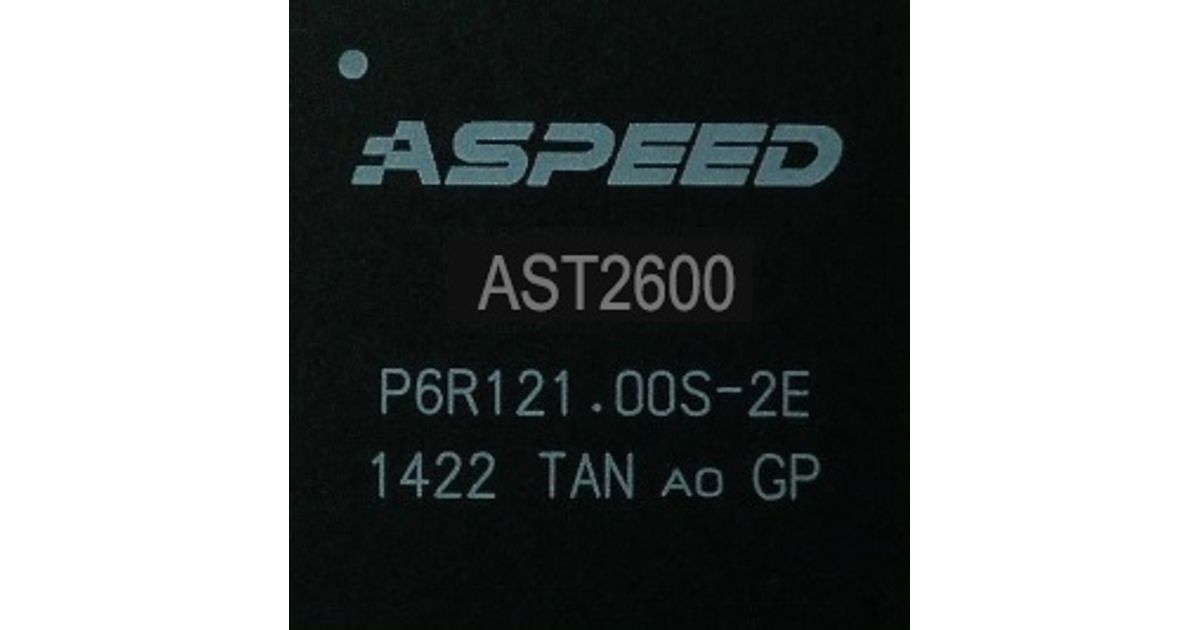 ASPEED
AST2600
P6R121.00S-2E
1422 TAN A0 GP